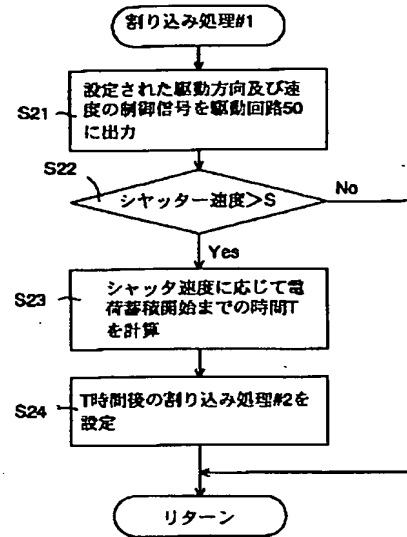 割り込み処理#1
S21
設定された駆動方向及び速
度の制御信号を駆動回路50
に出力
S22
シヤッター速度>S
No
Yes
S23
シャッタ速度に応じて電
荷蓄積開始までの時間T
を計算
S24
T時間後の割り込み処理#2を
設定
リターン